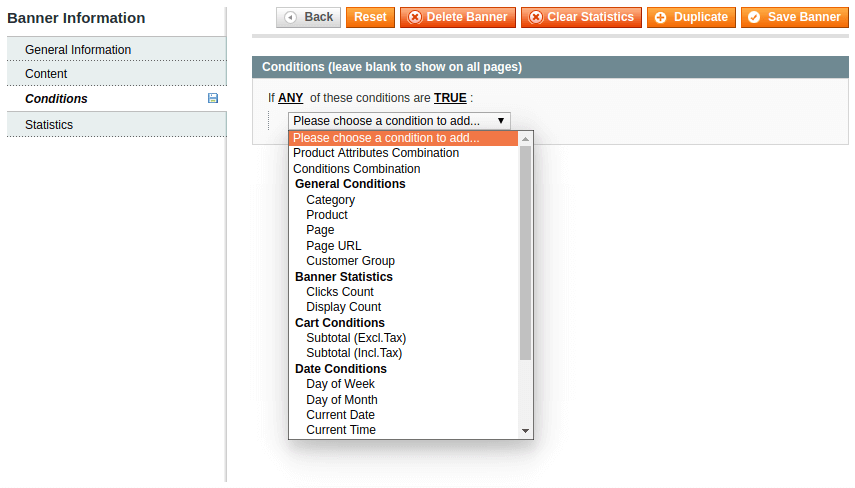 Banner Information
General Information
Content
Conditions
Statistics
Back Reset Delete Banner Clear Statistics Duplicate Save Banner
Conditions (leave blank to show on all pages)
If ANY of these conditions are TRUE :
Please choose a condition to add...
Please choose a condition to add...
Product Attributes Combination
Conditions Combination
General Conditions
Category
Product
Page
Page URL
Customer Group
Banner Statistics
Clicks Count
Display Count
Cart Conditions
Subtotal (Excl.Tax)
Subtotal (Incl.Tax)
Date Conditions
Day of Week
Day of Month
Current Date
Current Time